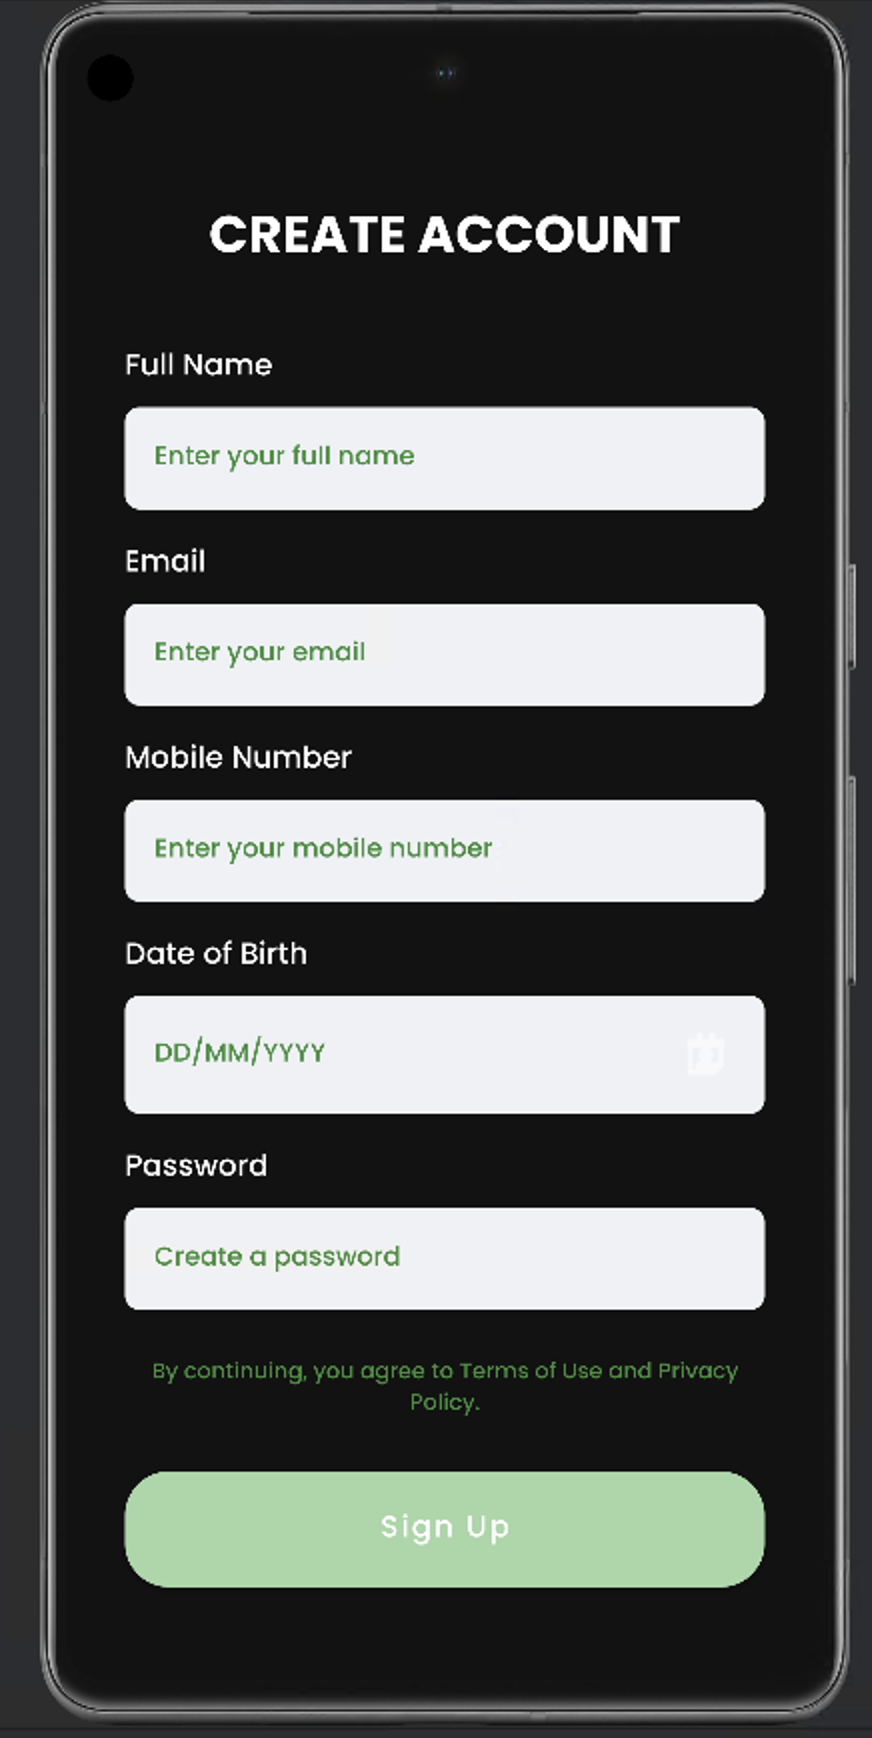 CREATE ACCOUNT
Full Name
Enter your full name
Email
Enter your email
Mobile Number
Enter your mobile number
Date of Birth
DD/MM/YYYY
Password
Create a password
By continuing, you agree to Terms of Use and Privacy
Policy.
Sign Up